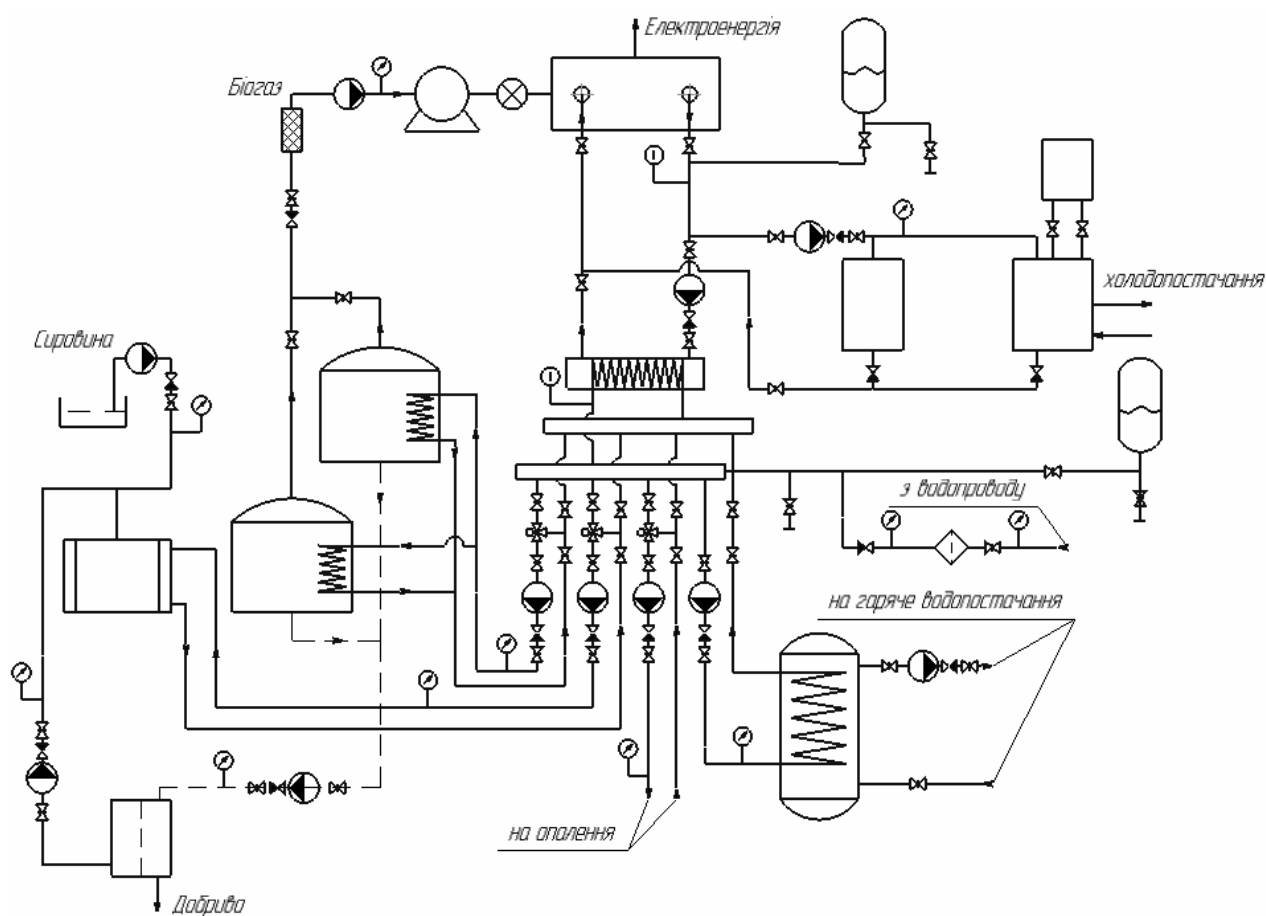 Електроенергія
Біогаз
холодопостачання
Сировина
з водопроводу
на гаряче водопостачання
на опалення
Добриво